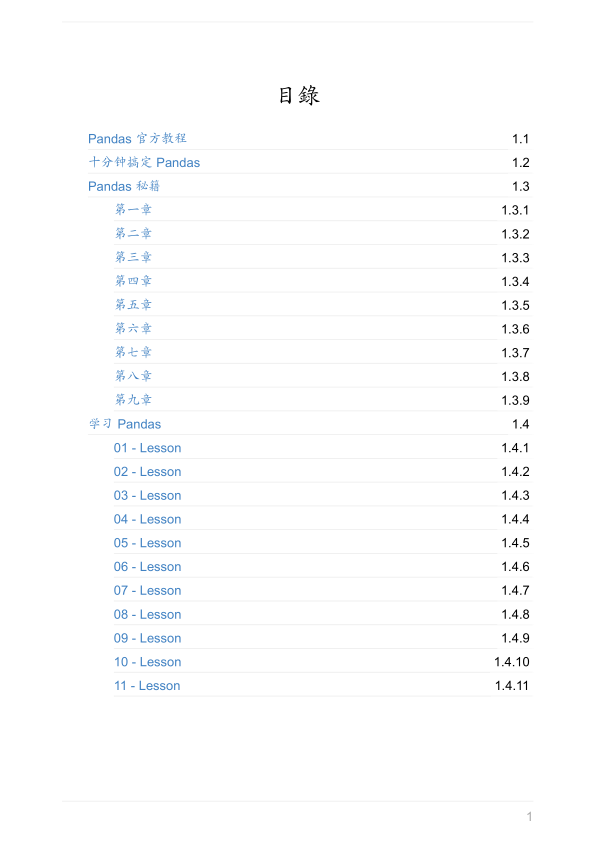 目錄
Pandas 官方教程 1.1
十分钟搞定 Pandas 1.2
Pandas 秘籍 1.3
第一章 1.3.1
第二章 1.3.2
第三章 1.3.3
第四章 1.3.4
第五章 1.3.5
第六章 1.3.6
第七章 1.3.7
第八章 1.3.8
第九章 1.3.9
学习 Pandas 1.4
01 - Lesson 1.4.1
02 - Lesson 1.4.2
03 - Lesson 1.4.3
04 - Lesson 1.4.4
05 - Lesson 1.4.5
06 - Lesson 1.4.6
07 - Lesson 1.4.7
08 - Lesson 1.4.8
09 - Lesson 1.4.9
10 - Lesson 1.4.10
11 - Lesson 1.4.11
1